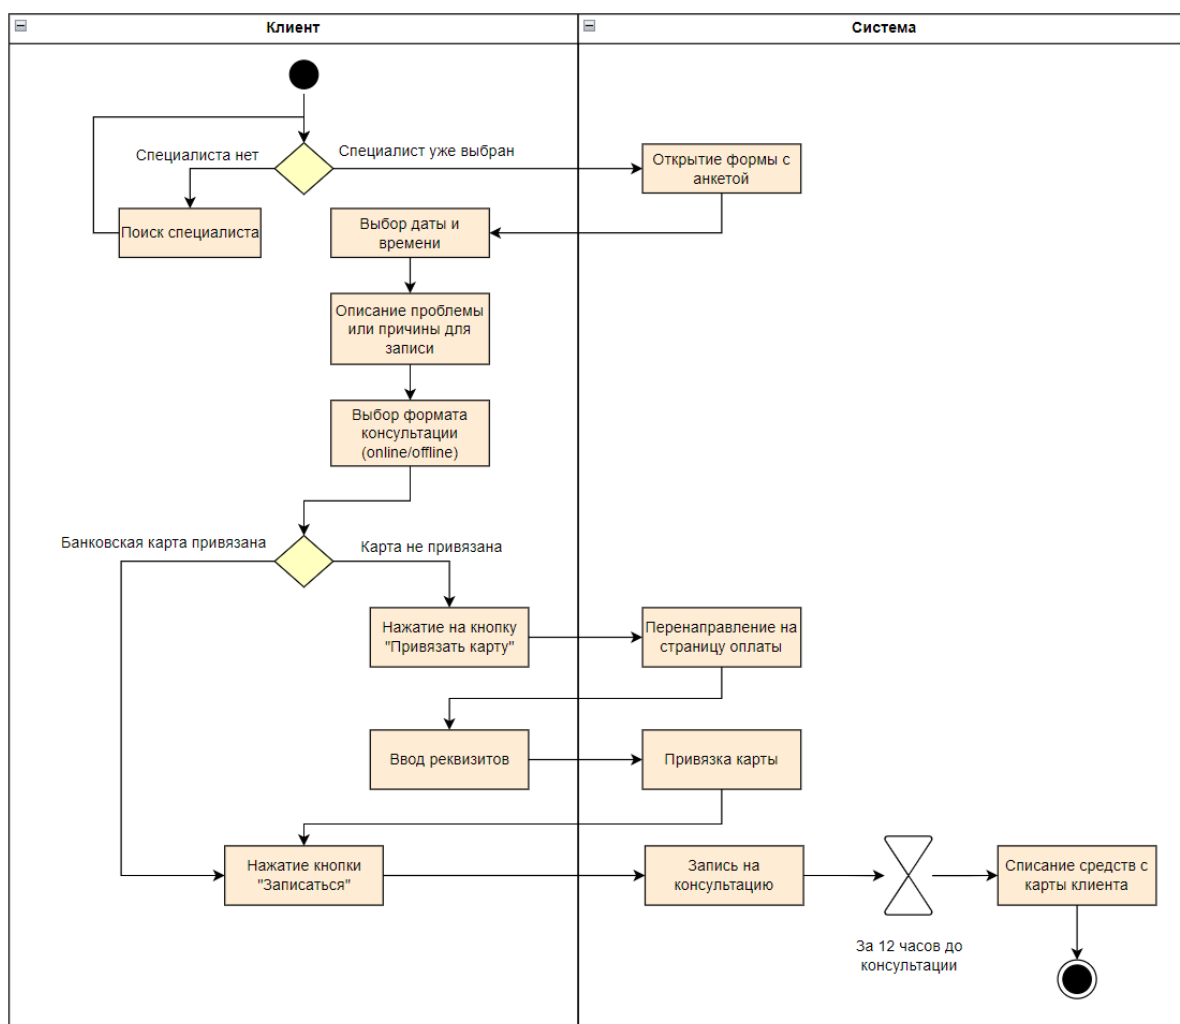 Клиент
Система
Специалиста нет
Специалист уже выбран
Открытие формы с
анкетой
Поиск специалиста
Выбор даты и
времени
Описание проблемы
или причины для
записи
Выбор формата
консультации
(online/offline)
Банковская карта привязана
Карта не привязана
Нажатие на кнопку
"Привязать карту"
Перенаправление на
страницу оплаты
Ввод реквизитов
Привязка карты
Нажатие кнопки
"Записаться"
Запись на
консультацию
За 12 часов до
консультации
Списание средств с
карты клиента